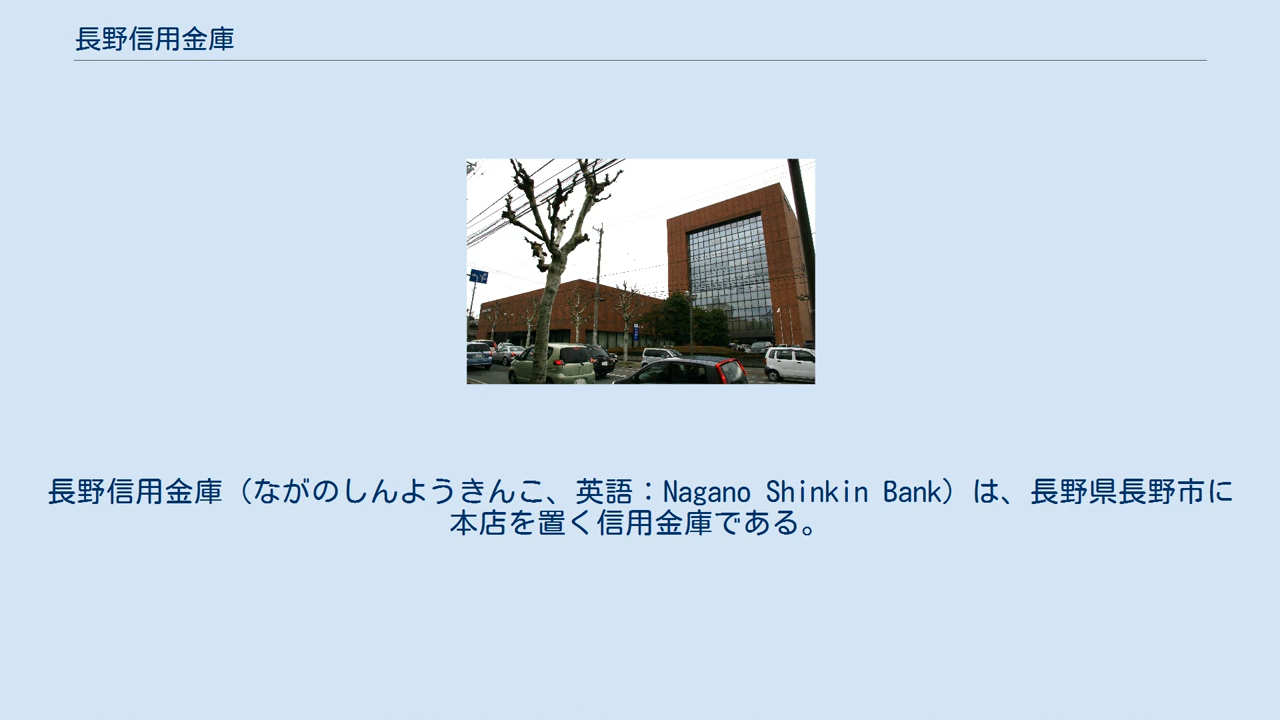 長野信用金庫
長野信用金庫（ながのしんようきんこ、英語：Nagano Shinkin Bank）は、長野県長野市に
本店を置く信用金庫である。